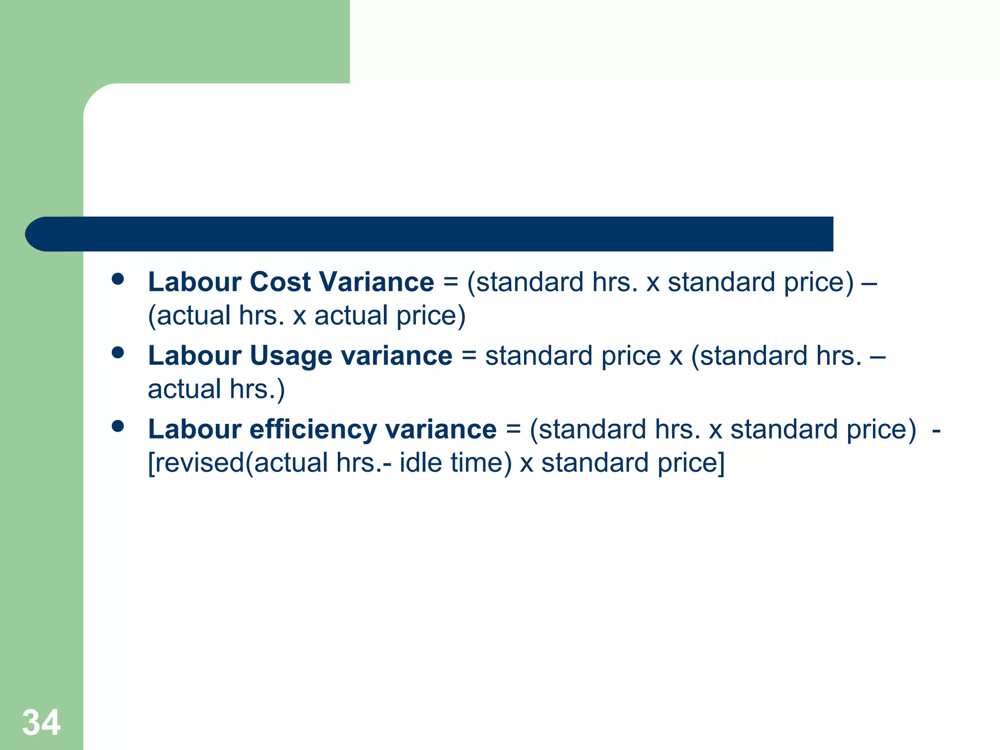 • Labour Cost Variance = (standard hrs. x standard price) –
(actual hrs. x actual price)
• Labour Usage variance = standard price x (standard hrs. –
actual hrs.)
• Labour efficiency variance = (standard hrs. x standard price)  -
[revised(actual hrs.- idle time) x standard price]
34